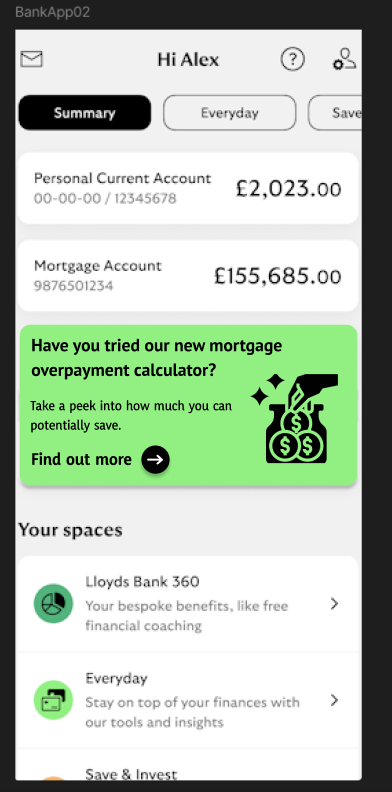 BankApp02
Hi Alex
?
Summary
Everyday
Save
Personal Current Account
00-00-00 / 12345678
£2,023.00
Mortgage Account
9876501234
£155,685.00
Have you tried our new mortgage
overpayment calculator?
Take a peek into how much you can
potentially save.
Find out more
$
$ $
Your spaces
Lloyds Bank 360
Your bespoke benefits, like free
financial coaching
Everyday
Stay on top of your finances with
our tools and insights
Save & Invest